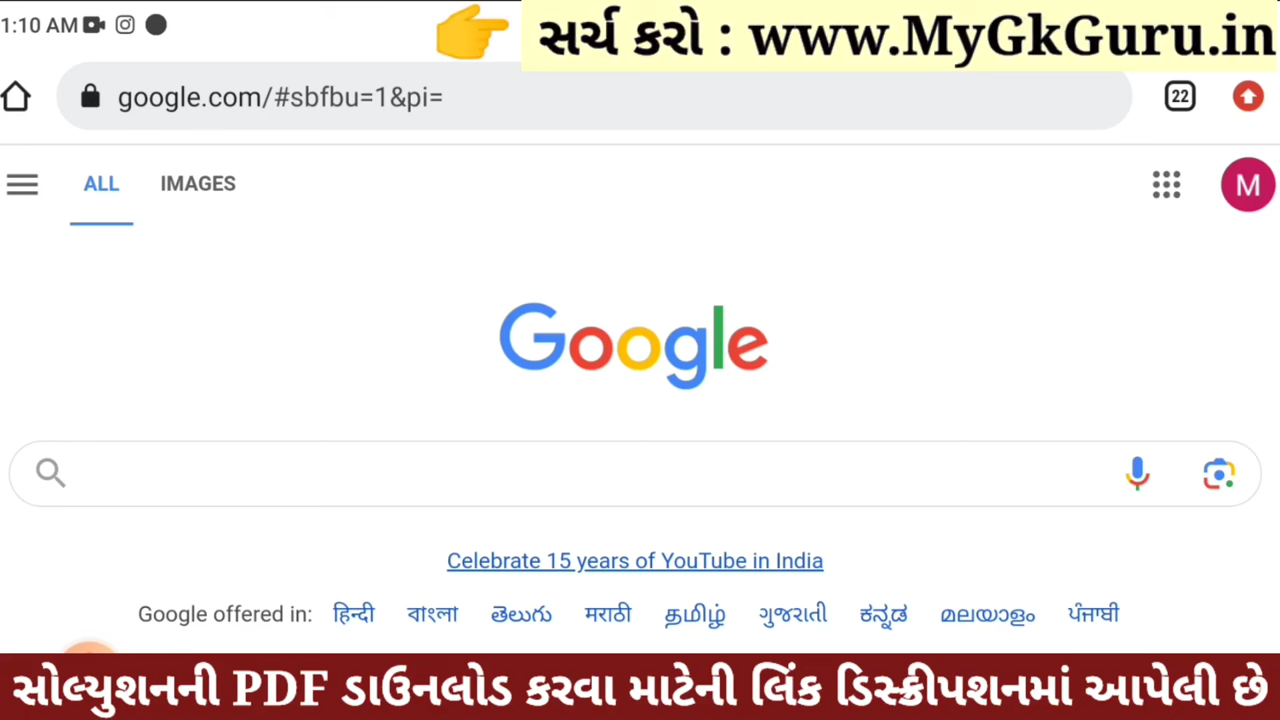 1:10 AM
સર્ચ કરો : www.MyGkGuru.in
google.com/#sbfbu=1&pi=
22
ALL IMAGES
M
Google
Celebrate 15 years of YouTube in India
Google offered in: हिन्दी বাংলা తెలుగు मराठी தமிழ் ગુજરાતી ಕನ್ನಡ മലയാളം ਪੰਜਾਬੀ
સોલ્યુશનની PDF ડાઉનલોડ કરવા માટેની લિંક ડિસ્ક્રીપશનમાં આપેલી છે